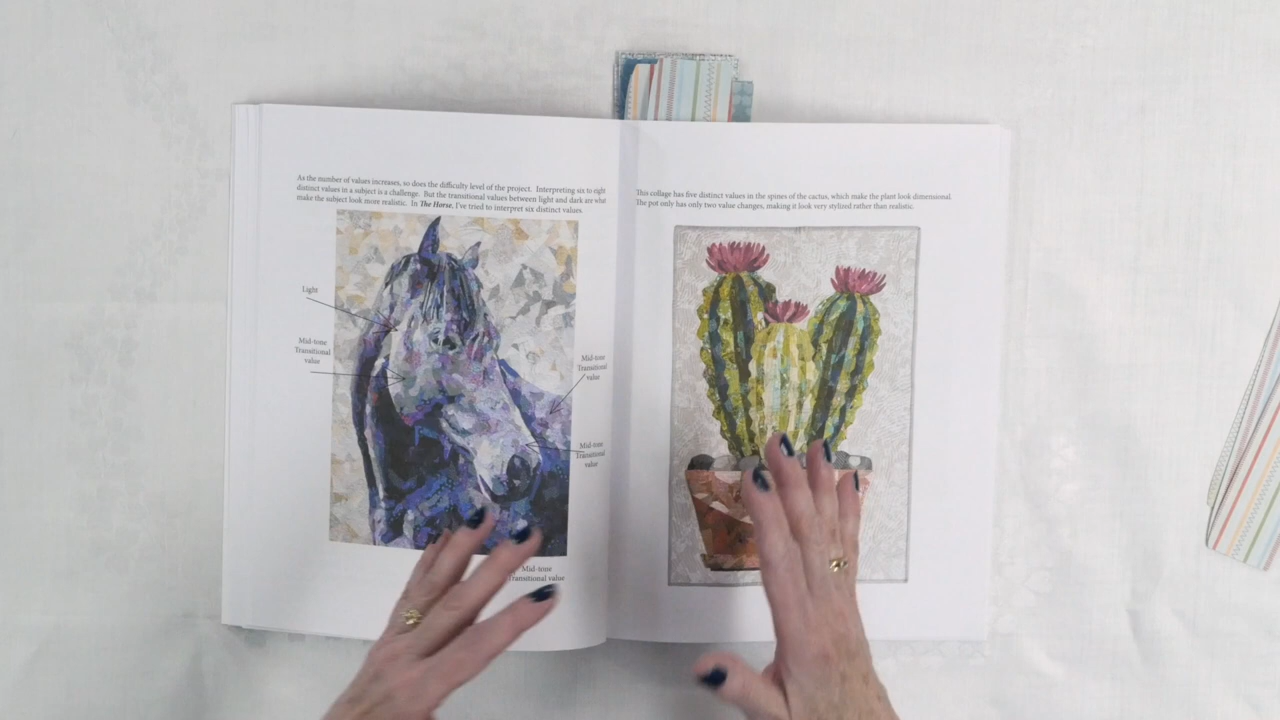 As the number of values increases, so does the difficulty level of the project. Interpreting six to eight
distinct values in a subject is a challenge. But the transitional values between light and dark are what
make the subject look more realistic. In The Horse, I've tried to interpret six distinct values.
Light
Mid-tone
Transitional
value
Mid-tone
Transitional
value
Mid-tone
Transitional
value
Mid-tone
Transitional value
This collage has five distinct values in the spines of the cactus, which make the plant look dimensional.
The pot only has only two value changes, making it look very stylized rather than realistic.